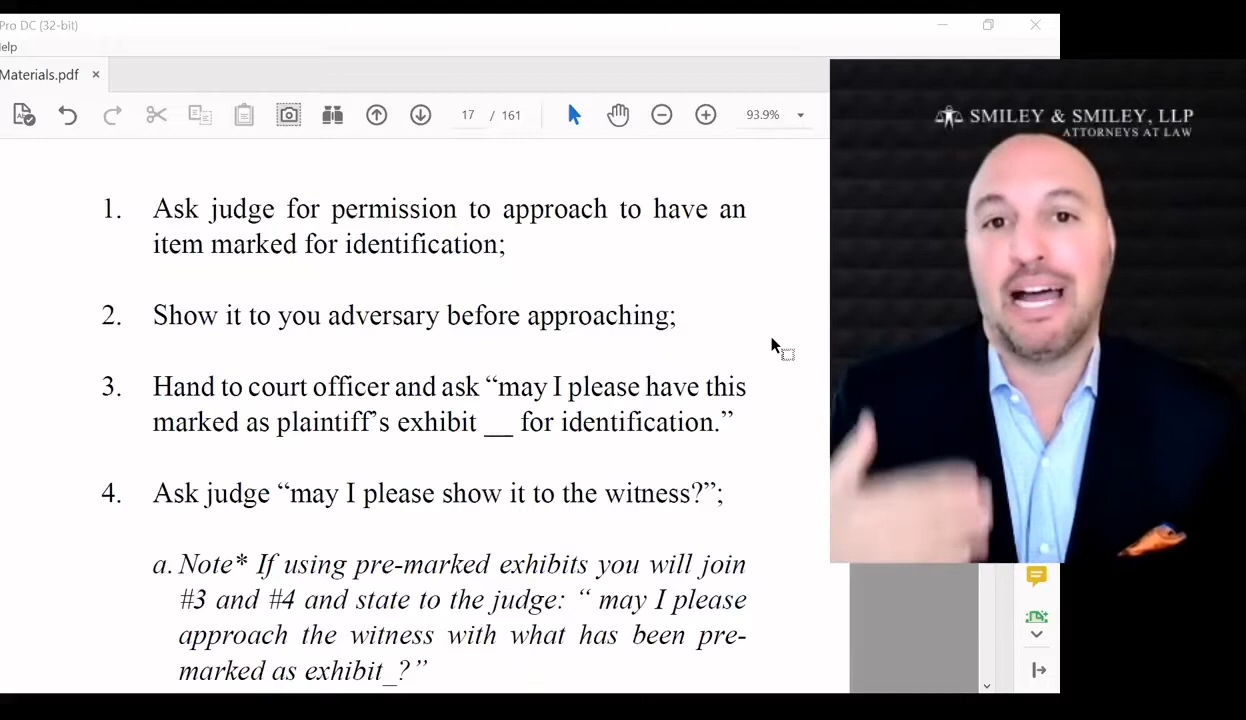 Pro DC (32-bit)
elp
Materials.pdf ×
17 / 161
93.9%
SMILEY & SMILEY, LLP
ATTORNEYS AT LAW
1. Ask judge for permission to approach to have an
item marked for identification;
2. Show it to you adversary before approaching;
3. Hand to court officer and ask “may I please have this
marked as plaintiff’s exhibit __ for identification.”
4. Ask judge “may I please show it to the witness?”;
a. Note* If using pre-marked exhibits you will join
#3 and #4 and state to the judge: “ may I please
approach the witness with what has been pre-
marked as exhibit_?”